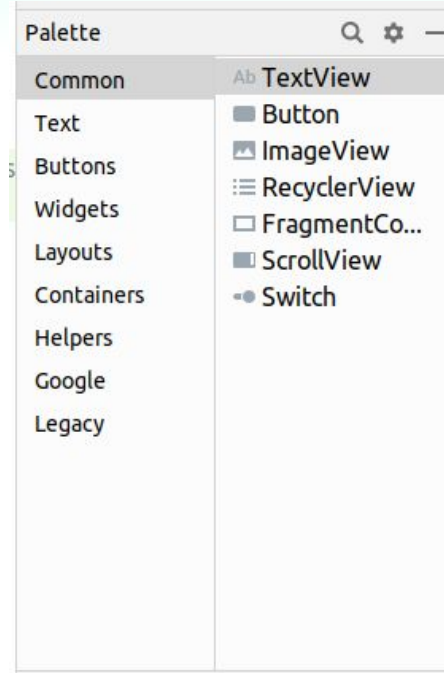 Palette
Common
Text
Buttons
Widgets
Layouts
Containers
Helpers
Google
Legacy
Ab TextView
Button
ImageView
RecyclerView
FragmentCo...
ScrollView
Switch
s